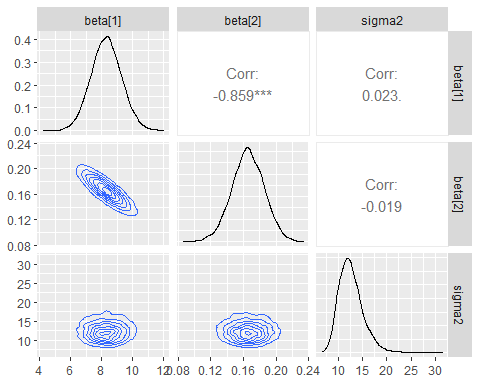 beta[1] beta[2] sigma2
0.4
0.3
0.2
0.1
0.0
Corr:
-0.859***
Corr:
0.023.
beta[1]
0.24
0.20
0.16
0.12
0.08
Corr:
-0.019
beta[2]
30
25
20
15
10
sigma2
4 6 8 10 12 0.08 0.12 0.16 0.20 0.24 10 15 20 25 30